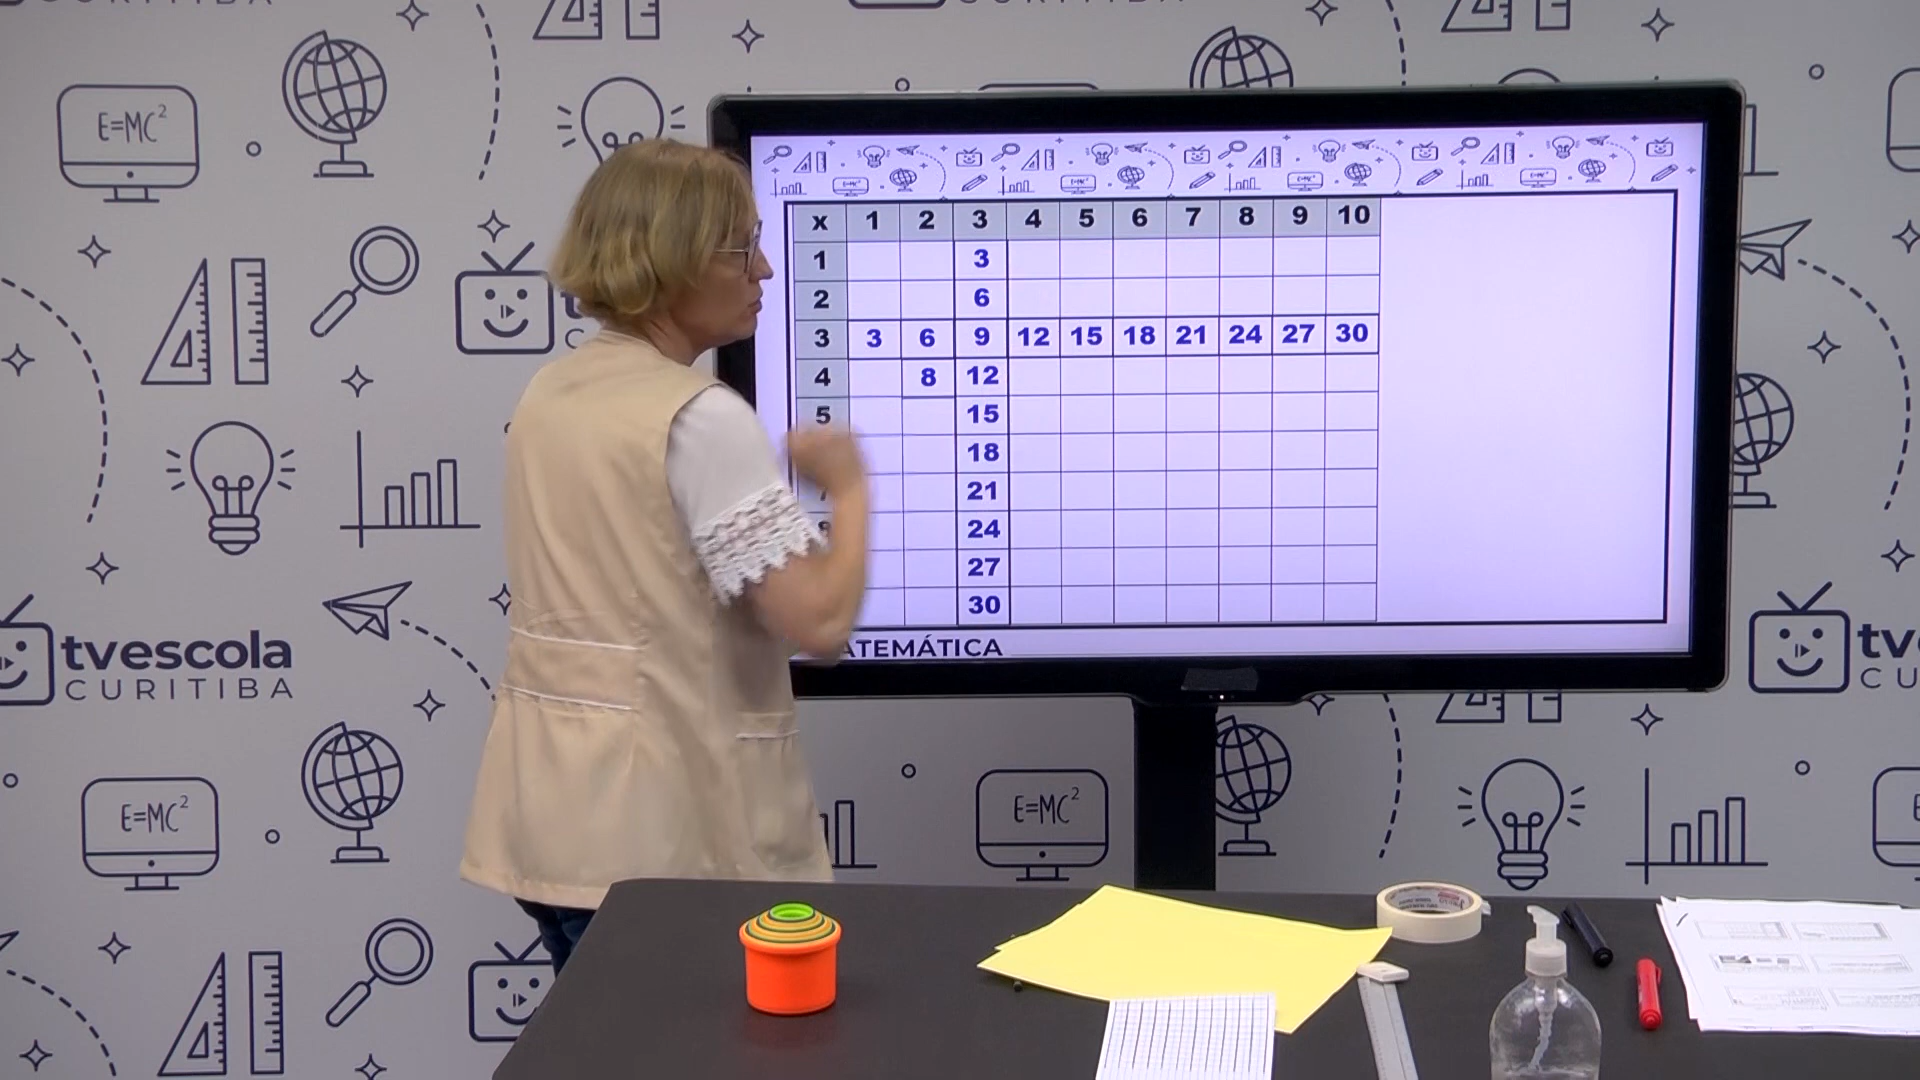 CURITIBA
E=MC²
x 1 2 3 4 5 6 7 8 9 10
1 3
2 6
3 3 6 9 12 15 18 21 24 27 30
4 8 12
5 15
18
21
24
27
30
ATEMÁTICA
tvescola
CURITIBA
tv
CU
E=MC²
E=MC²